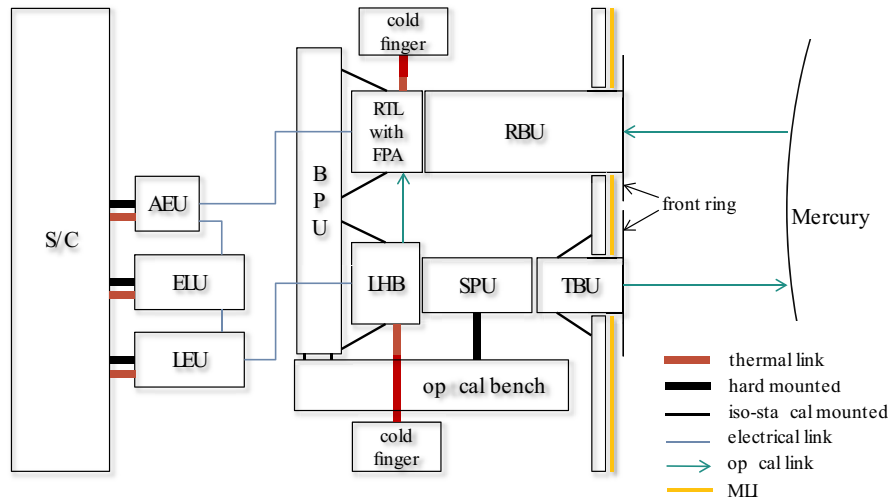 cold
finger
RTL
with
FPA
RBU
B
P
U
AEU
S/C
front ring
Mercury
ELU
LHB
SPU
TBU
LEU
op cal bench
cold
finger
thermal link
hard mounted
iso-sta cal mounted
electrical link
op cal link
MLI